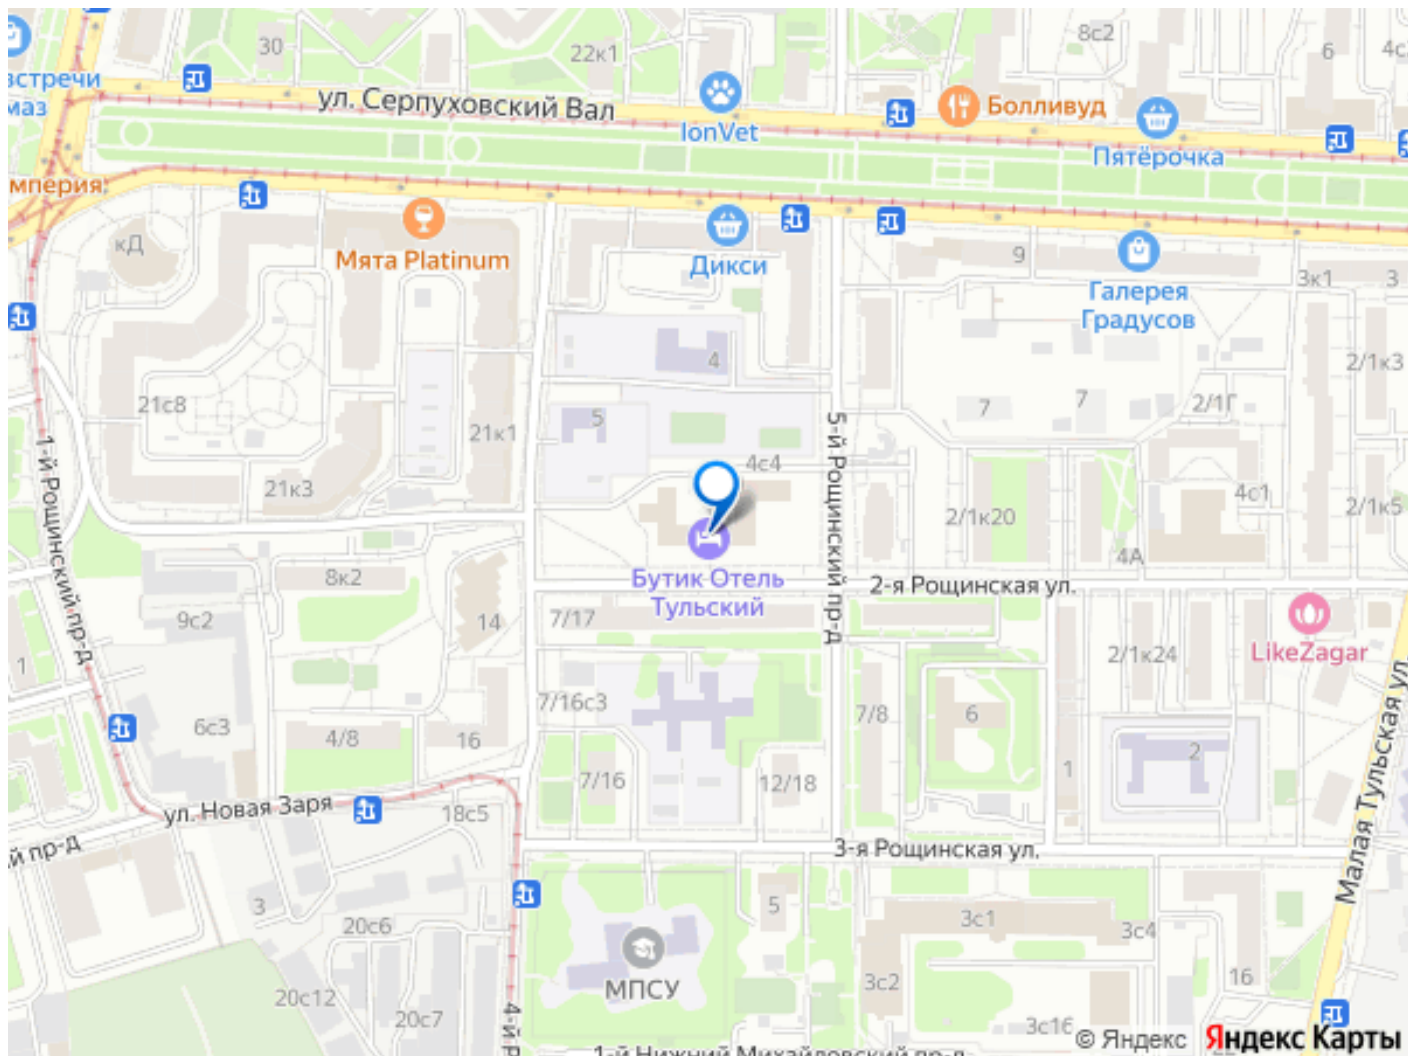 30
22к1
8с2
6
4с
встречи
маз
ул. Серпуховский Вал
IonVet
Болливуд
Пятёрочка
мперия
кД
Мята Platinum
Дикси
9
Галерея
Градусов
3к1
3
4
2/1к3
21с8
5
21к1
7
7
2/1Г
1-й Рощинский пр-д
5-й Рощинский пр-д
4с4
21к3
2/1к20
4с1
2/1к5
4А
8к2
Бутик Отель
Тульский
2-я Рощинская ул.
9с2
14
7/17
1
2/1к24
LikeZagar
6с3
4/8
16
7/16с3
7/8
6
2
7/16
12/18
1
ул. Новая Заря
18с5
й пр-д
3-я Рощинская ул.
Малая Тульская ул.
3
20с6
5
3с1
3с4
МПСУ
3с2
16
20с12
20с7
4-й Р
3с16
1-й Нижний Михайловский пр-д
© Яндекс Яндекс Карты